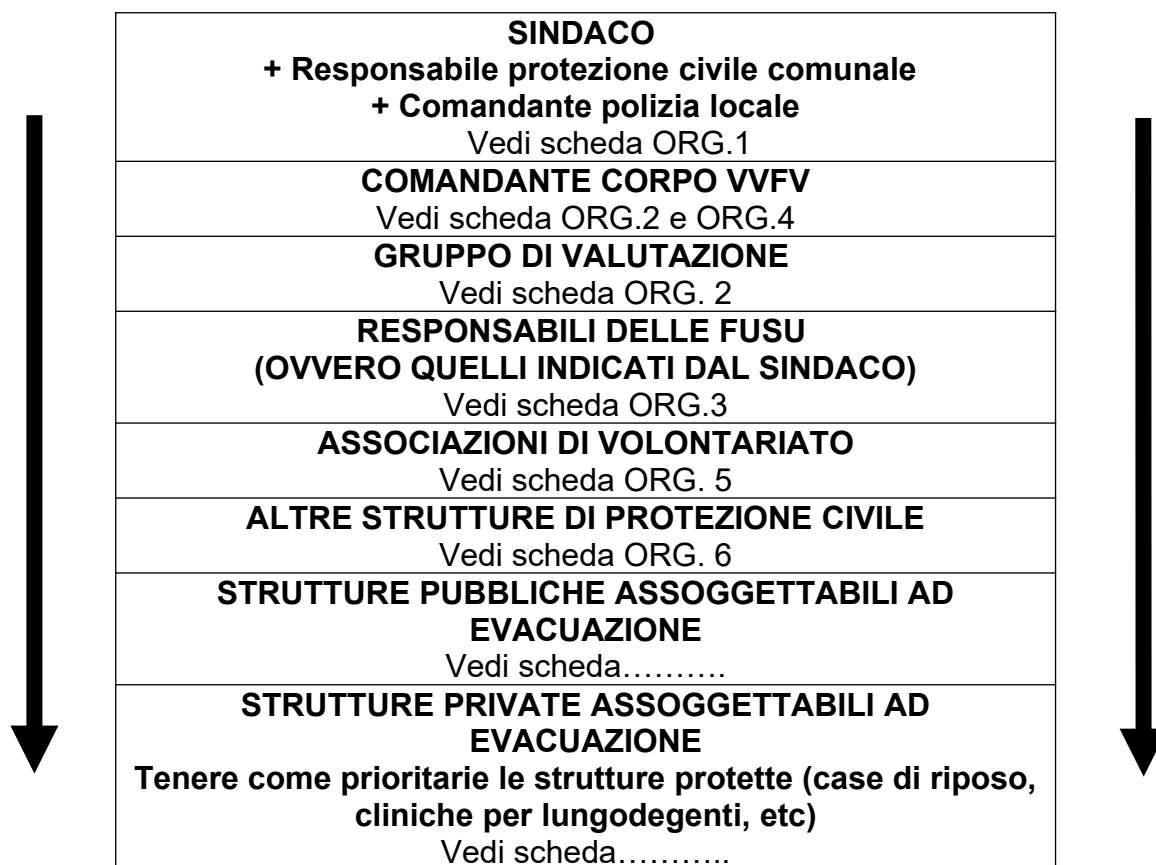 SINDACO
+ Responsabile protezione civile comunale
+ Comandante polizia locale
Vedi scheda ORG.1
COMANDANTE CORPO VVFV
Vedi scheda ORG.2 e ORG.4
GRUPPO DI VALUTAZIONE
Vedi scheda ORG. 2
RESPONSABILI DELLE FUSU
(OVVERO QUELLI INDICATI DAL SINDACO)
Vedi scheda ORG.3
ASSOCIAZIONI DI VOLONTARIATO
Vedi scheda ORG. 5
ALTRE STRUTTURE DI PROTEZIONE CIVILE
Vedi scheda ORG. 6
STRUTTURE PUBBLICHE ASSOGGETTABILI AD
EVACUAZIONE
Vedi scheda……….
STRUTTURE PRIVATE ASSOGGETTABILI AD
EVACUAZIONE
Tenere come prioritarie le strutture protette (case di riposo,
cliniche per lungodegenti, etc)
Vedi scheda………..